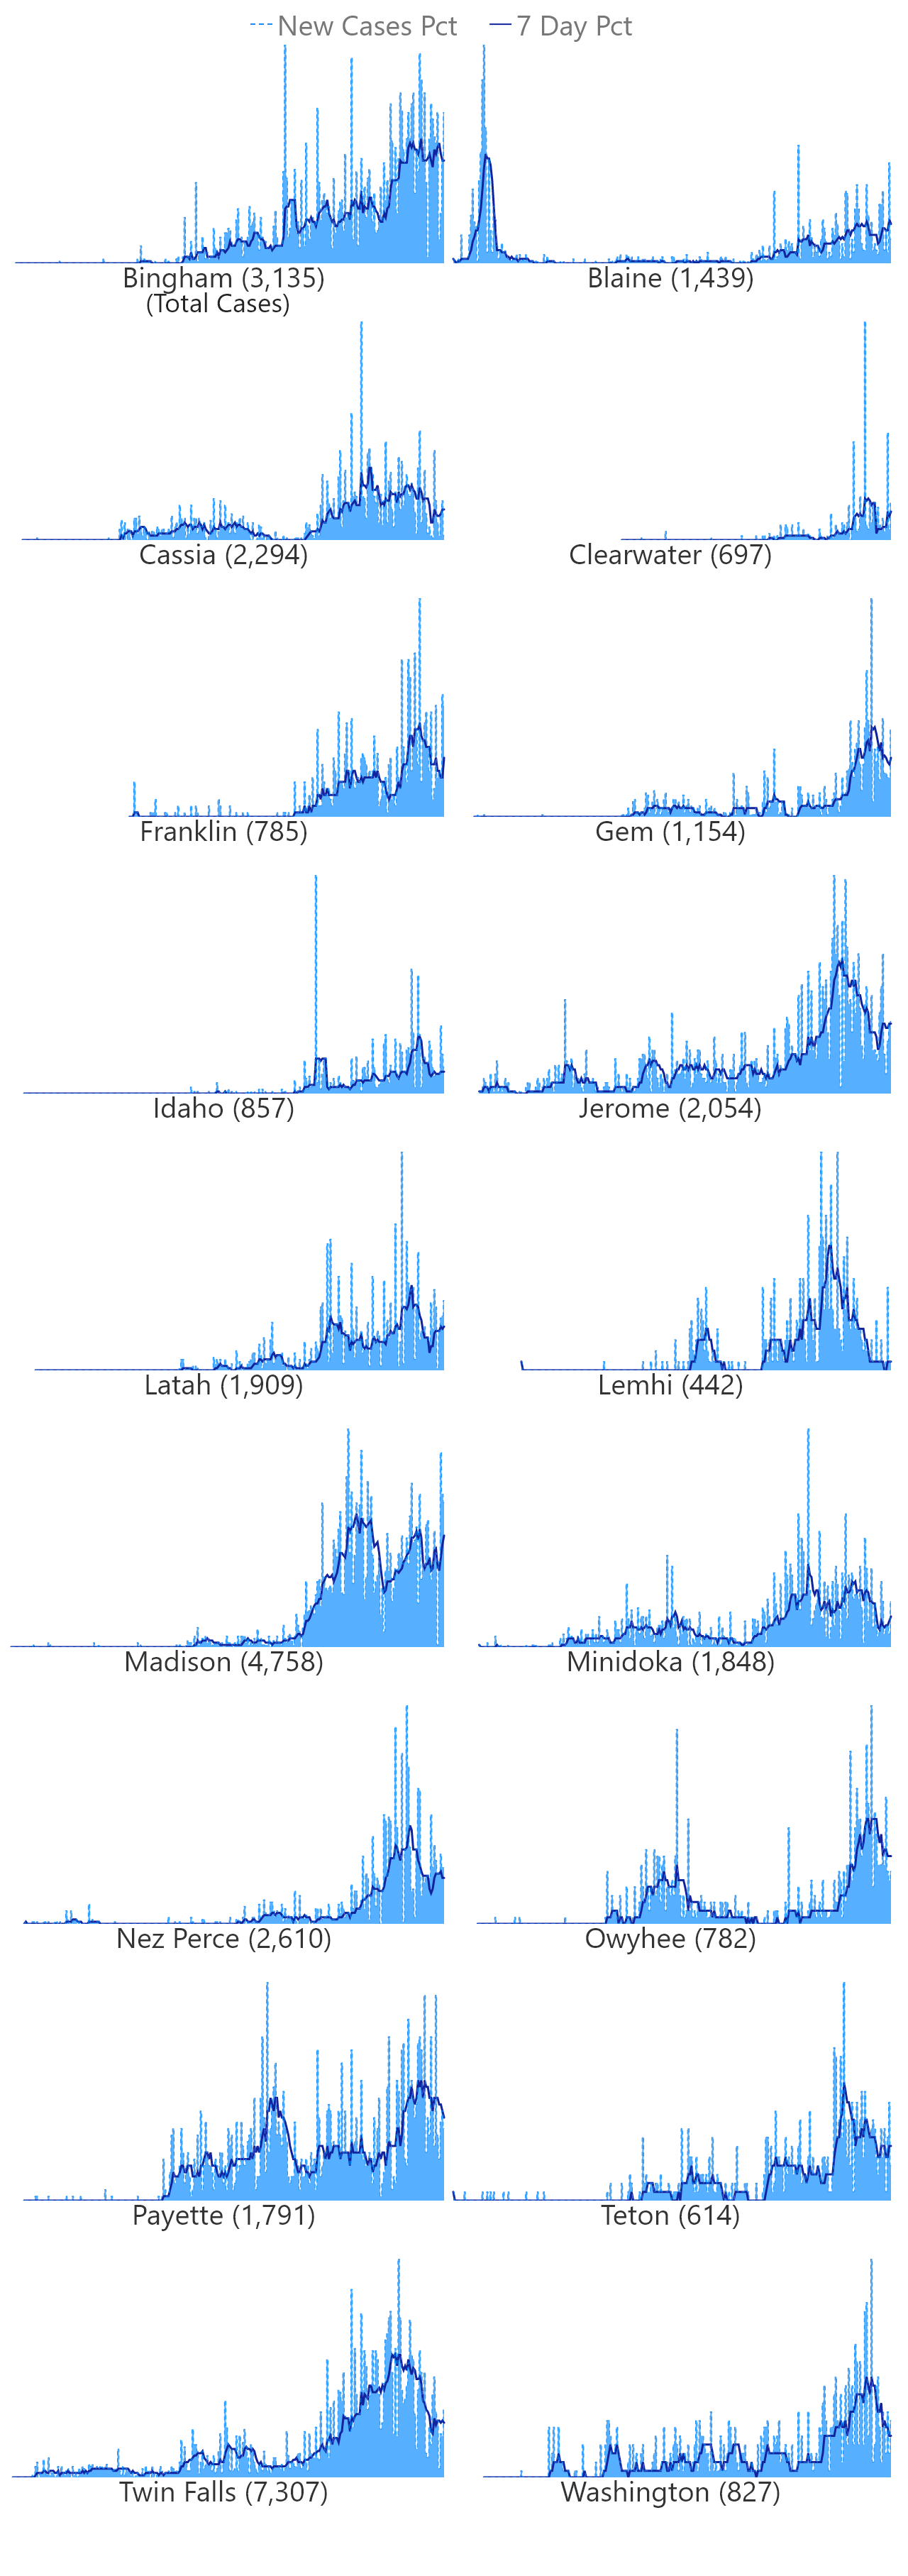 New Cases Pct 7 Day Pct
Bingham (3,135) Blaine (1,439)
(Total Cases)
Cassia (2,294) Clearwater (697)
Franklin (785) Gem (1,154)
Idaho (857) Jerome (2,054)
Latah (1,909) Lemhi (442)
Madison (4,758) Minidoka (1,848)
Nez Perce (2,610) Owyhee (782)
Payette (1,791) Teton (614)
Twin Falls (7,307) Washington (827)